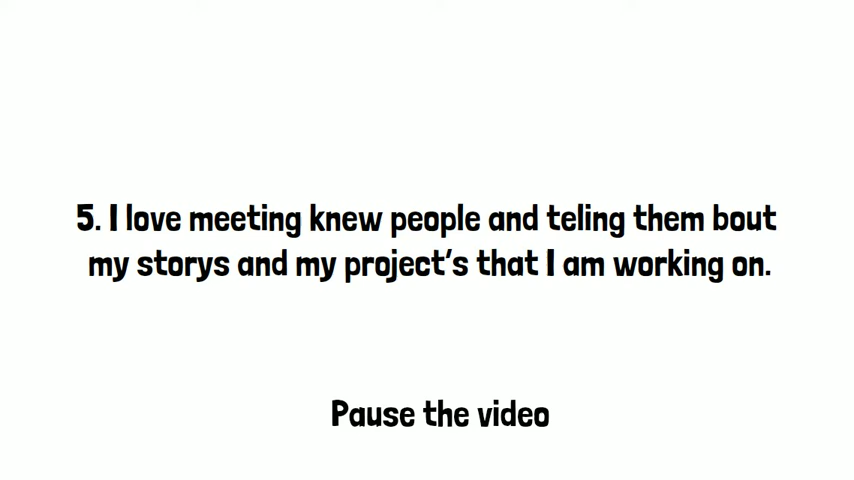 5. I love meeting knew people and teling them bout
my storys and my project's that I am working on.
Pause the video